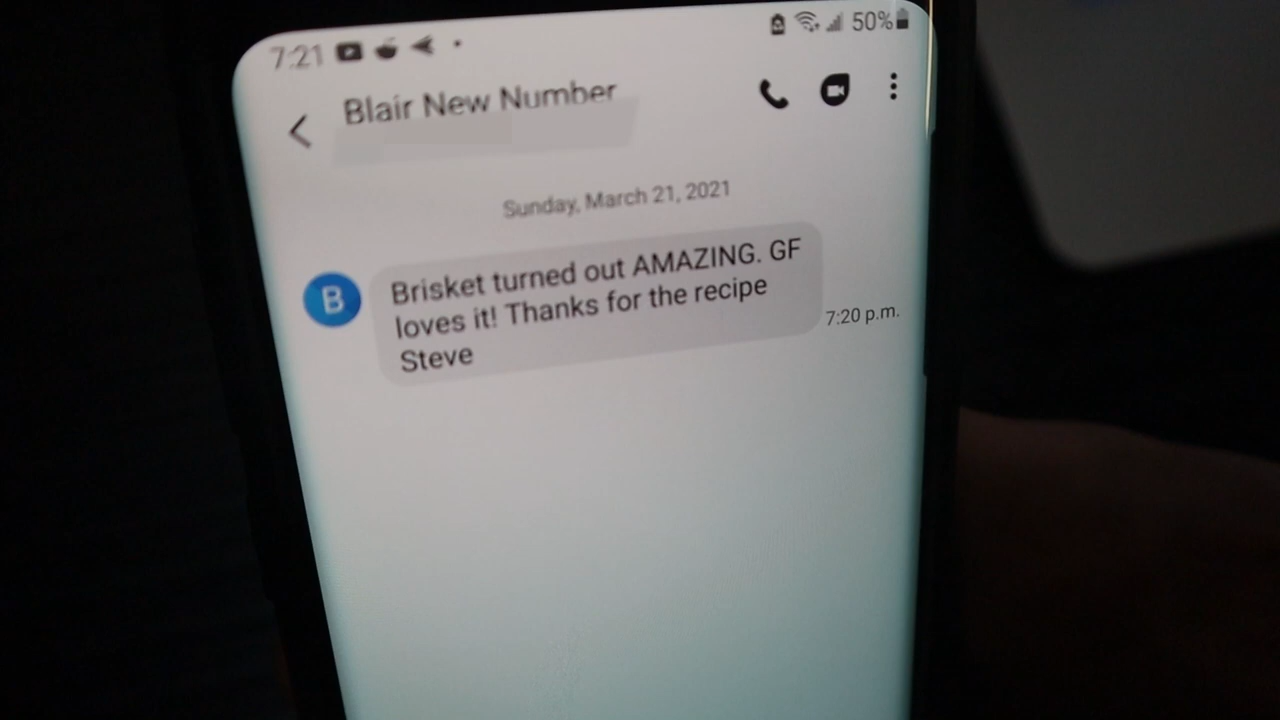 7:21 50%
Blair New Number
Sunday, March 21, 2021
B
Brisket turned out AMAZING. GF
loves it! Thanks for the recipe
Steve
7:20 p.m.